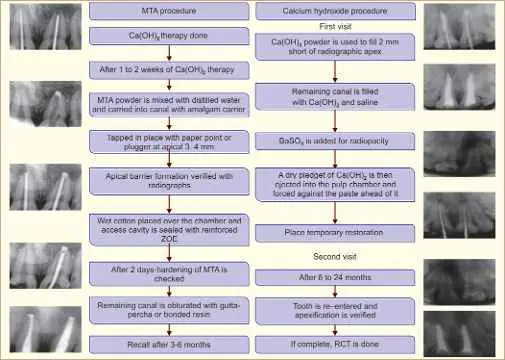 MTA procedure
Ca(OH)2 therapy done
After 1 to 2 weeks of Ca(OH)2 therapy
MTA powder is mixed with distilled water
and carried into canal with amalgam carrier
Tapped in place with paper point or
plugger at apical 3. 4 mm
Apical barrier formation verified with
radiographs
Wet cotton placed over the chamber and
access cavity is sealed with reinforced
ZOE
After 2 days-hardening of MTA is
checked
Remaining canal is obturated with gutta-
percha or bonded resin
Recall after 3-6 months
Calcium hydroxide procedure
First visit
Ca(OH)2 powder is used to fill 2 mm
short of radiographic apex
Remaining canal is filled
with Ca(OH)2 and saline
BaSO4 is added for radiopacity
A dry pledget of Ca(OH)2 is then
ejected into the pulp chamber and
forced against the paste ahead of it
Place temporary restoration
Second visit
After 6 to 24 months
Tooth is re-entered and
apexification is verified
If complete, RCT is done